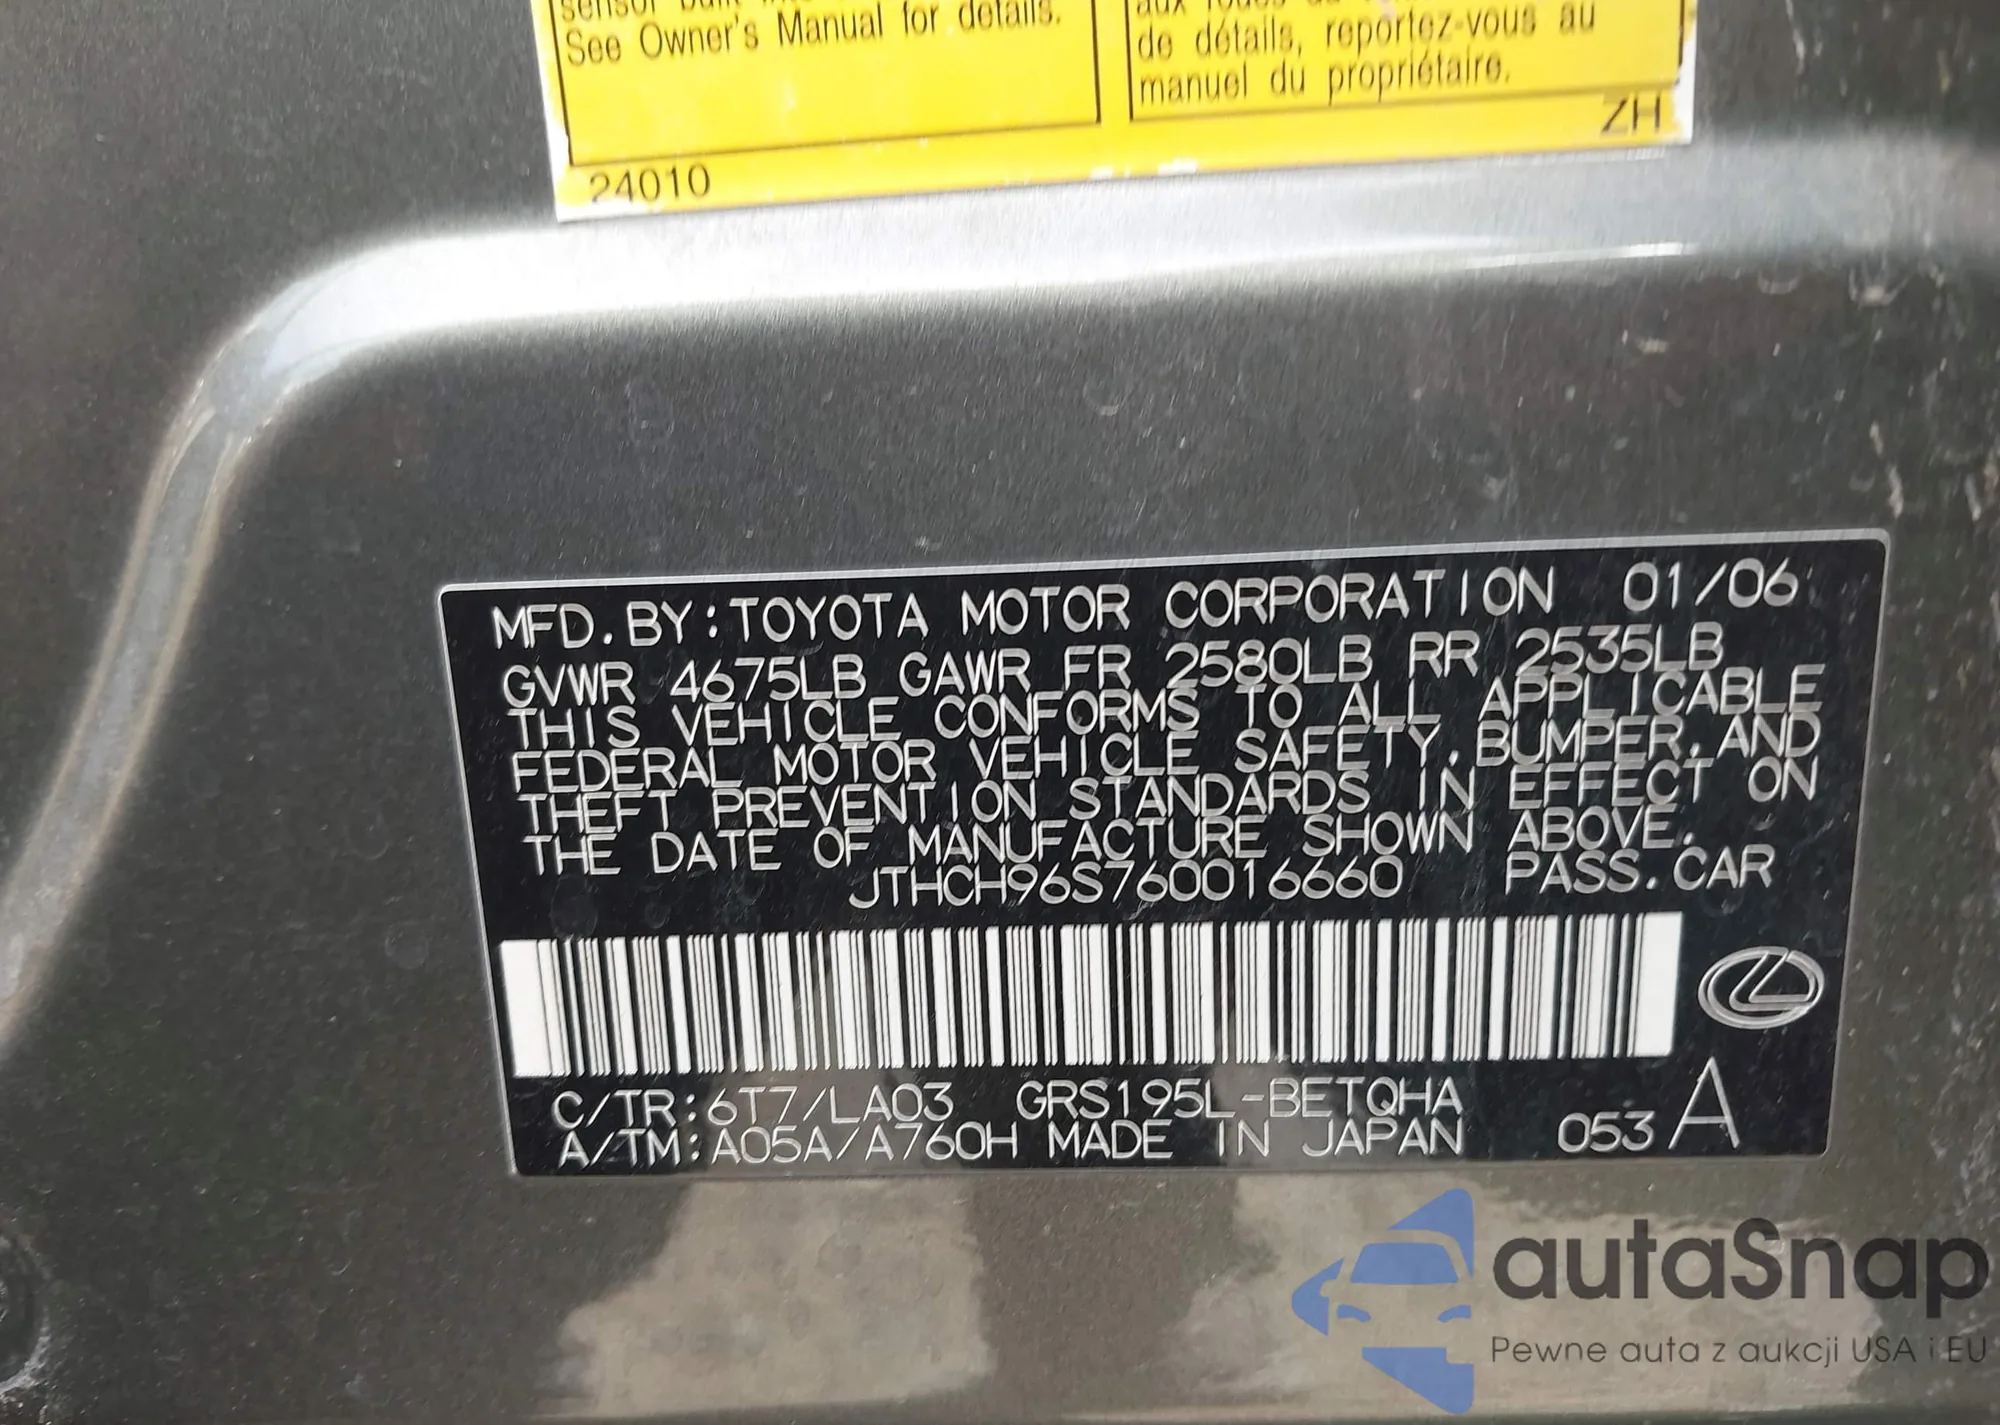 See Owner's Manual for details.
de détails, reportez-vous au
manuel du propriétaire.
ZH
24010
MFD.BY:TOYOTA MOTOR CORPORATION 01/06
GVWR 4675LB GAWR FR 2580LB RR 2535LB
THIS VEHICLE CONFORMS TO ALL APPLICABLE
FEDERAL MOTOR VEHICLE SAFETY,BUMPER,AND
THEFT PREVENTION STANDARDS IN EFFECT ON
THE DATE OF MANUFACTURE SHOWN ABOVE.
JTHCH96S760016660 PASS.CAR
C/TR:6T7/LA03 GRS195L-BETQHA
A/TM:A05A/A760H MADE IN JAPAN 053 A
autaSnap
Pewne auta z aukcji USA i EU